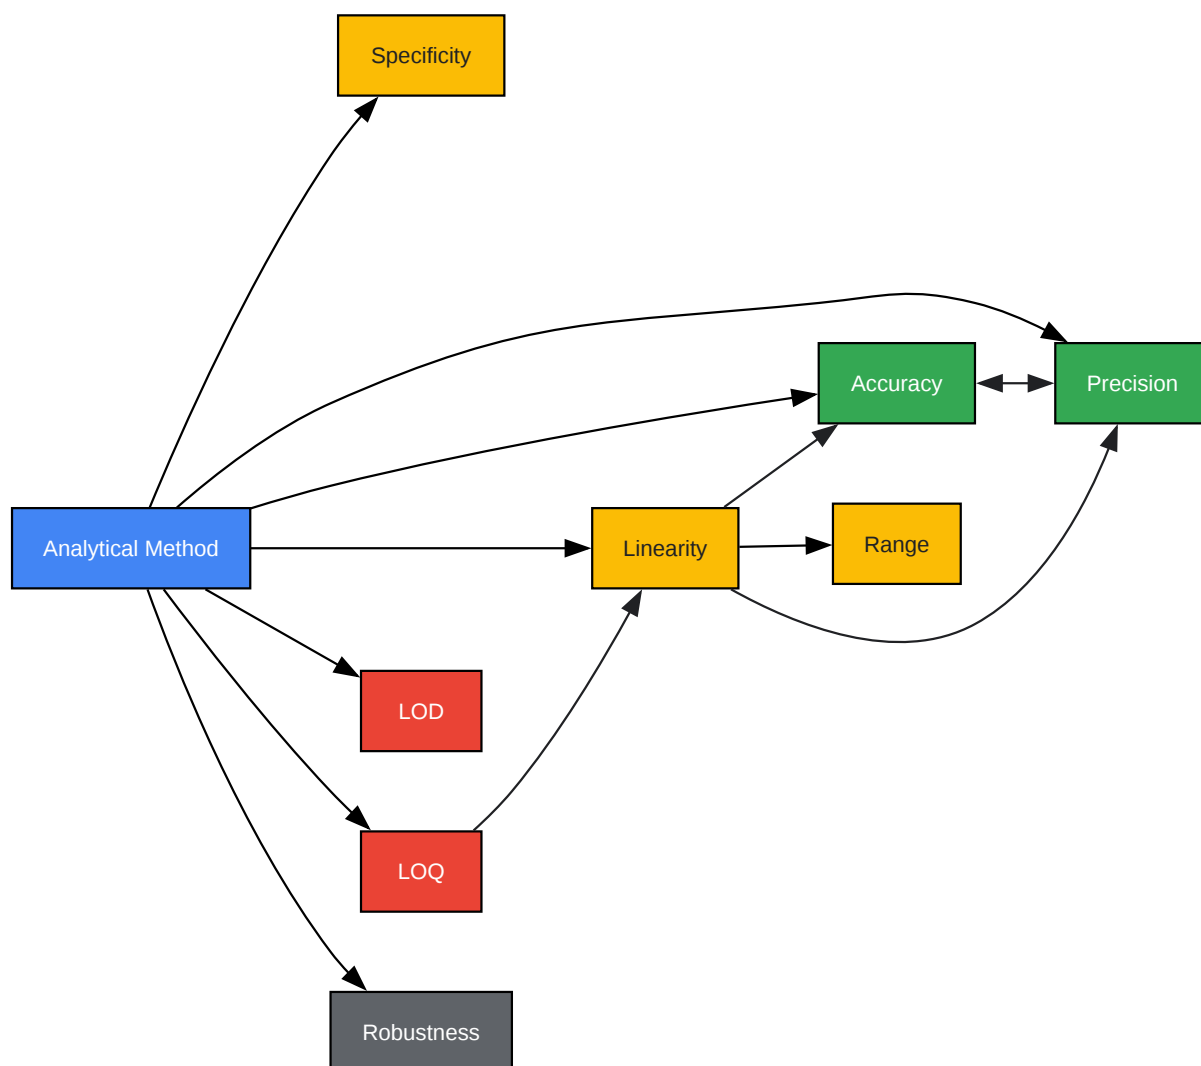 Specificity
Accuracy
Precision
Analytical Method
Linearity
Range
LOD
LOQ
Robustness